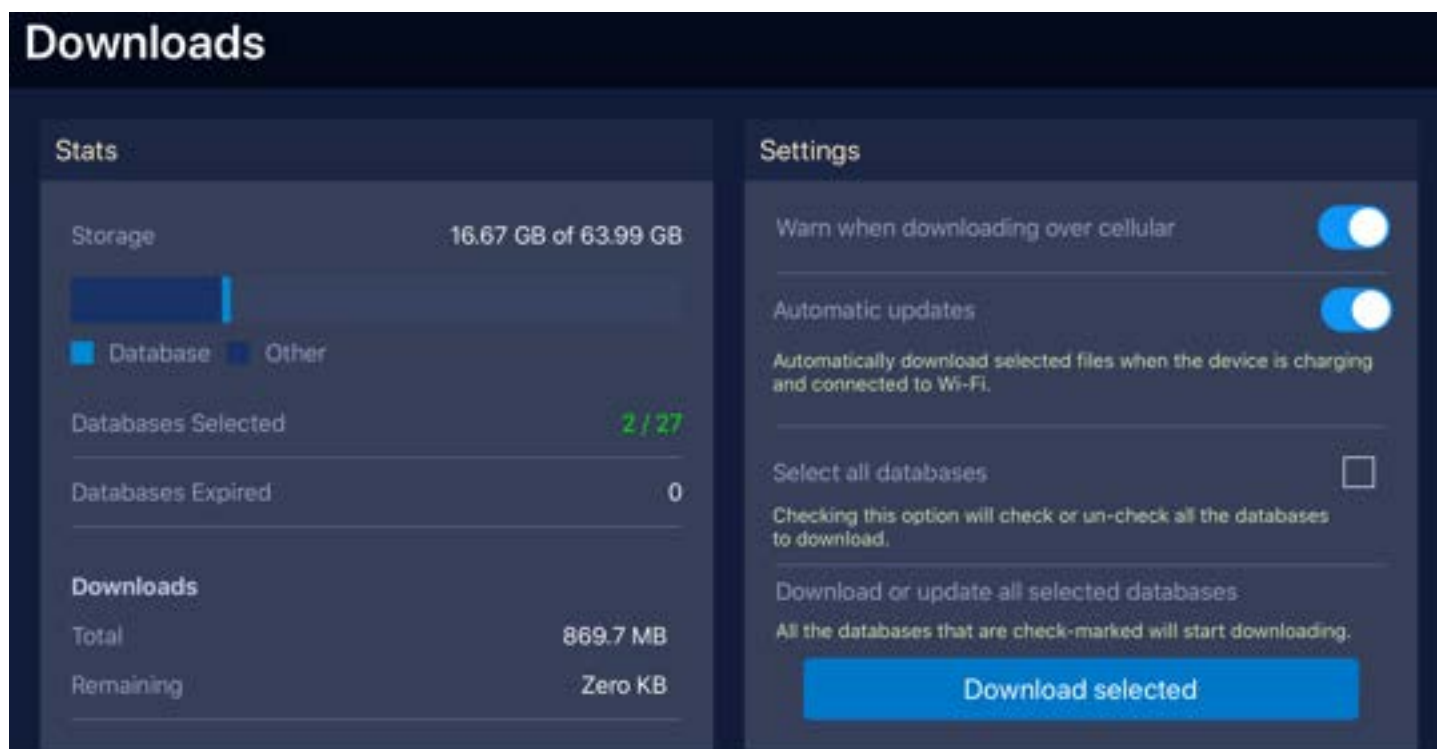 Downloads
Stats
Storage 16.67 GB of 63.99 GB
Database Other
Databases Selected 2 / 27
Databases Expired 0
Downloads
Total 869.7 MB
Remaining Zero KB
Settings
Warn when downloading over cellular
Automatic updates
Automatically download selected files when the device is charging
and connected to Wi-Fi.
Select all databases
Checking this option will check or un-check all the databases
to download.
Download or update all selected databases
All the databases that are check-marked will start downloading.
Download selected